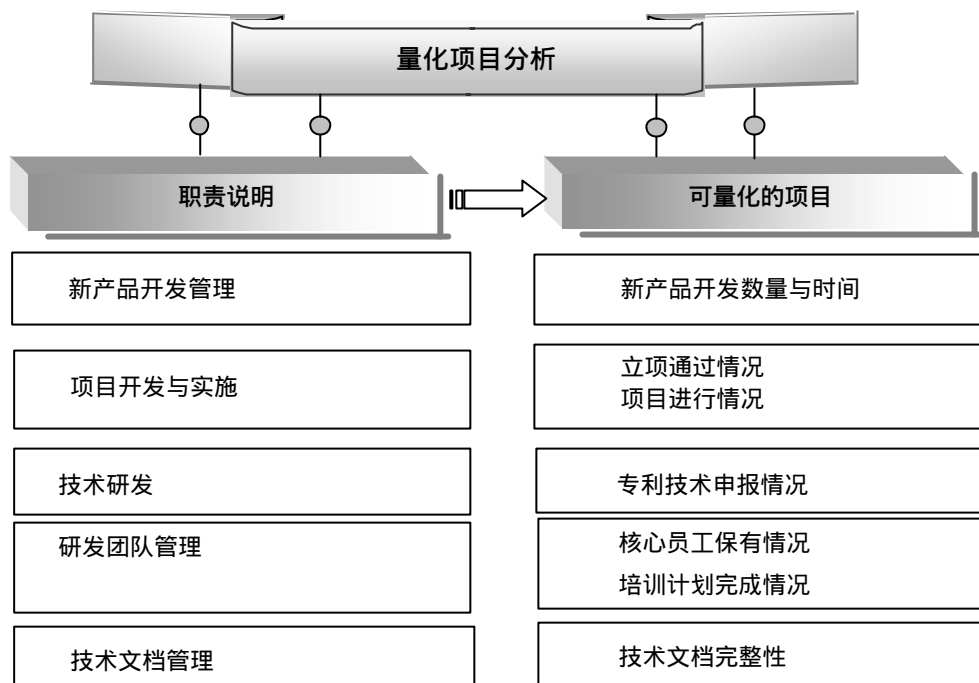 量化项目分析
职责说明
可量化的项目
新产品开发管理
新产品开发数量与时间
项目开发与实施
立项通过情况
项目进行情况
技术研发
专利技术申报情况
研发团队管理
核心员工保有情况
培训计划完成情况
技术文档管理
技术文档完整性